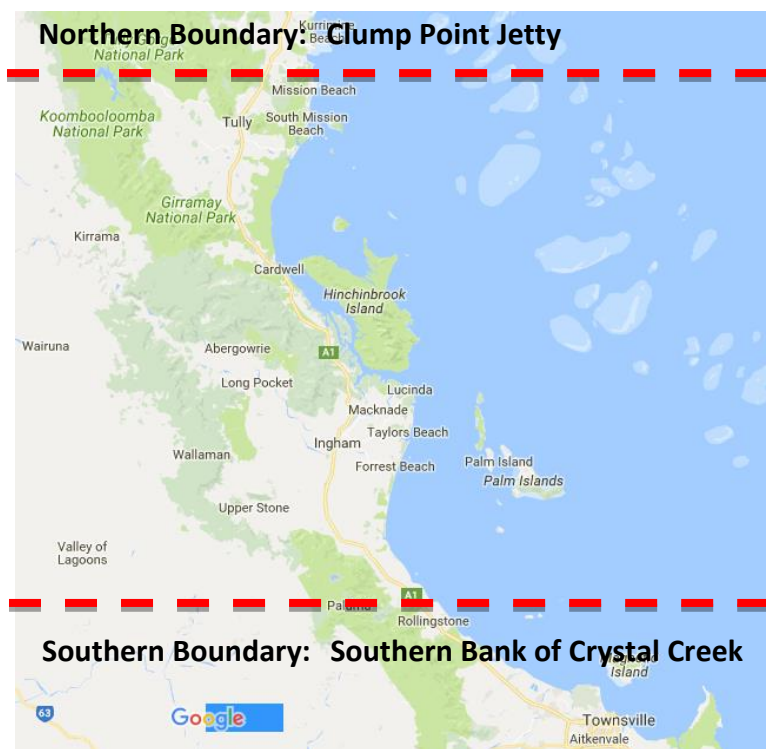 Kurrimine
Beach
Northern Boundary: Clump Point Jetty
National Park
Mission Beach
Koombooloomba
National Park
Tully
South Mission
Beach
Girramay
National Park
Kirrama
Cardwell
Hinchinbrook
Island
Wairuna
Abergowrie
A1
Long Pocket
Lucinda
Macknade
Taylors Beach
Ingham
Wallaman
Forrest Beach
Palm Island
Palm Islands
Upper Stone
Valley of
Lagoons
A1
Paluma
Rollingstone
Southern Boundary: Southern Bank of Crystal Creek
Island
63
Google
Townsville
Aitkenvale